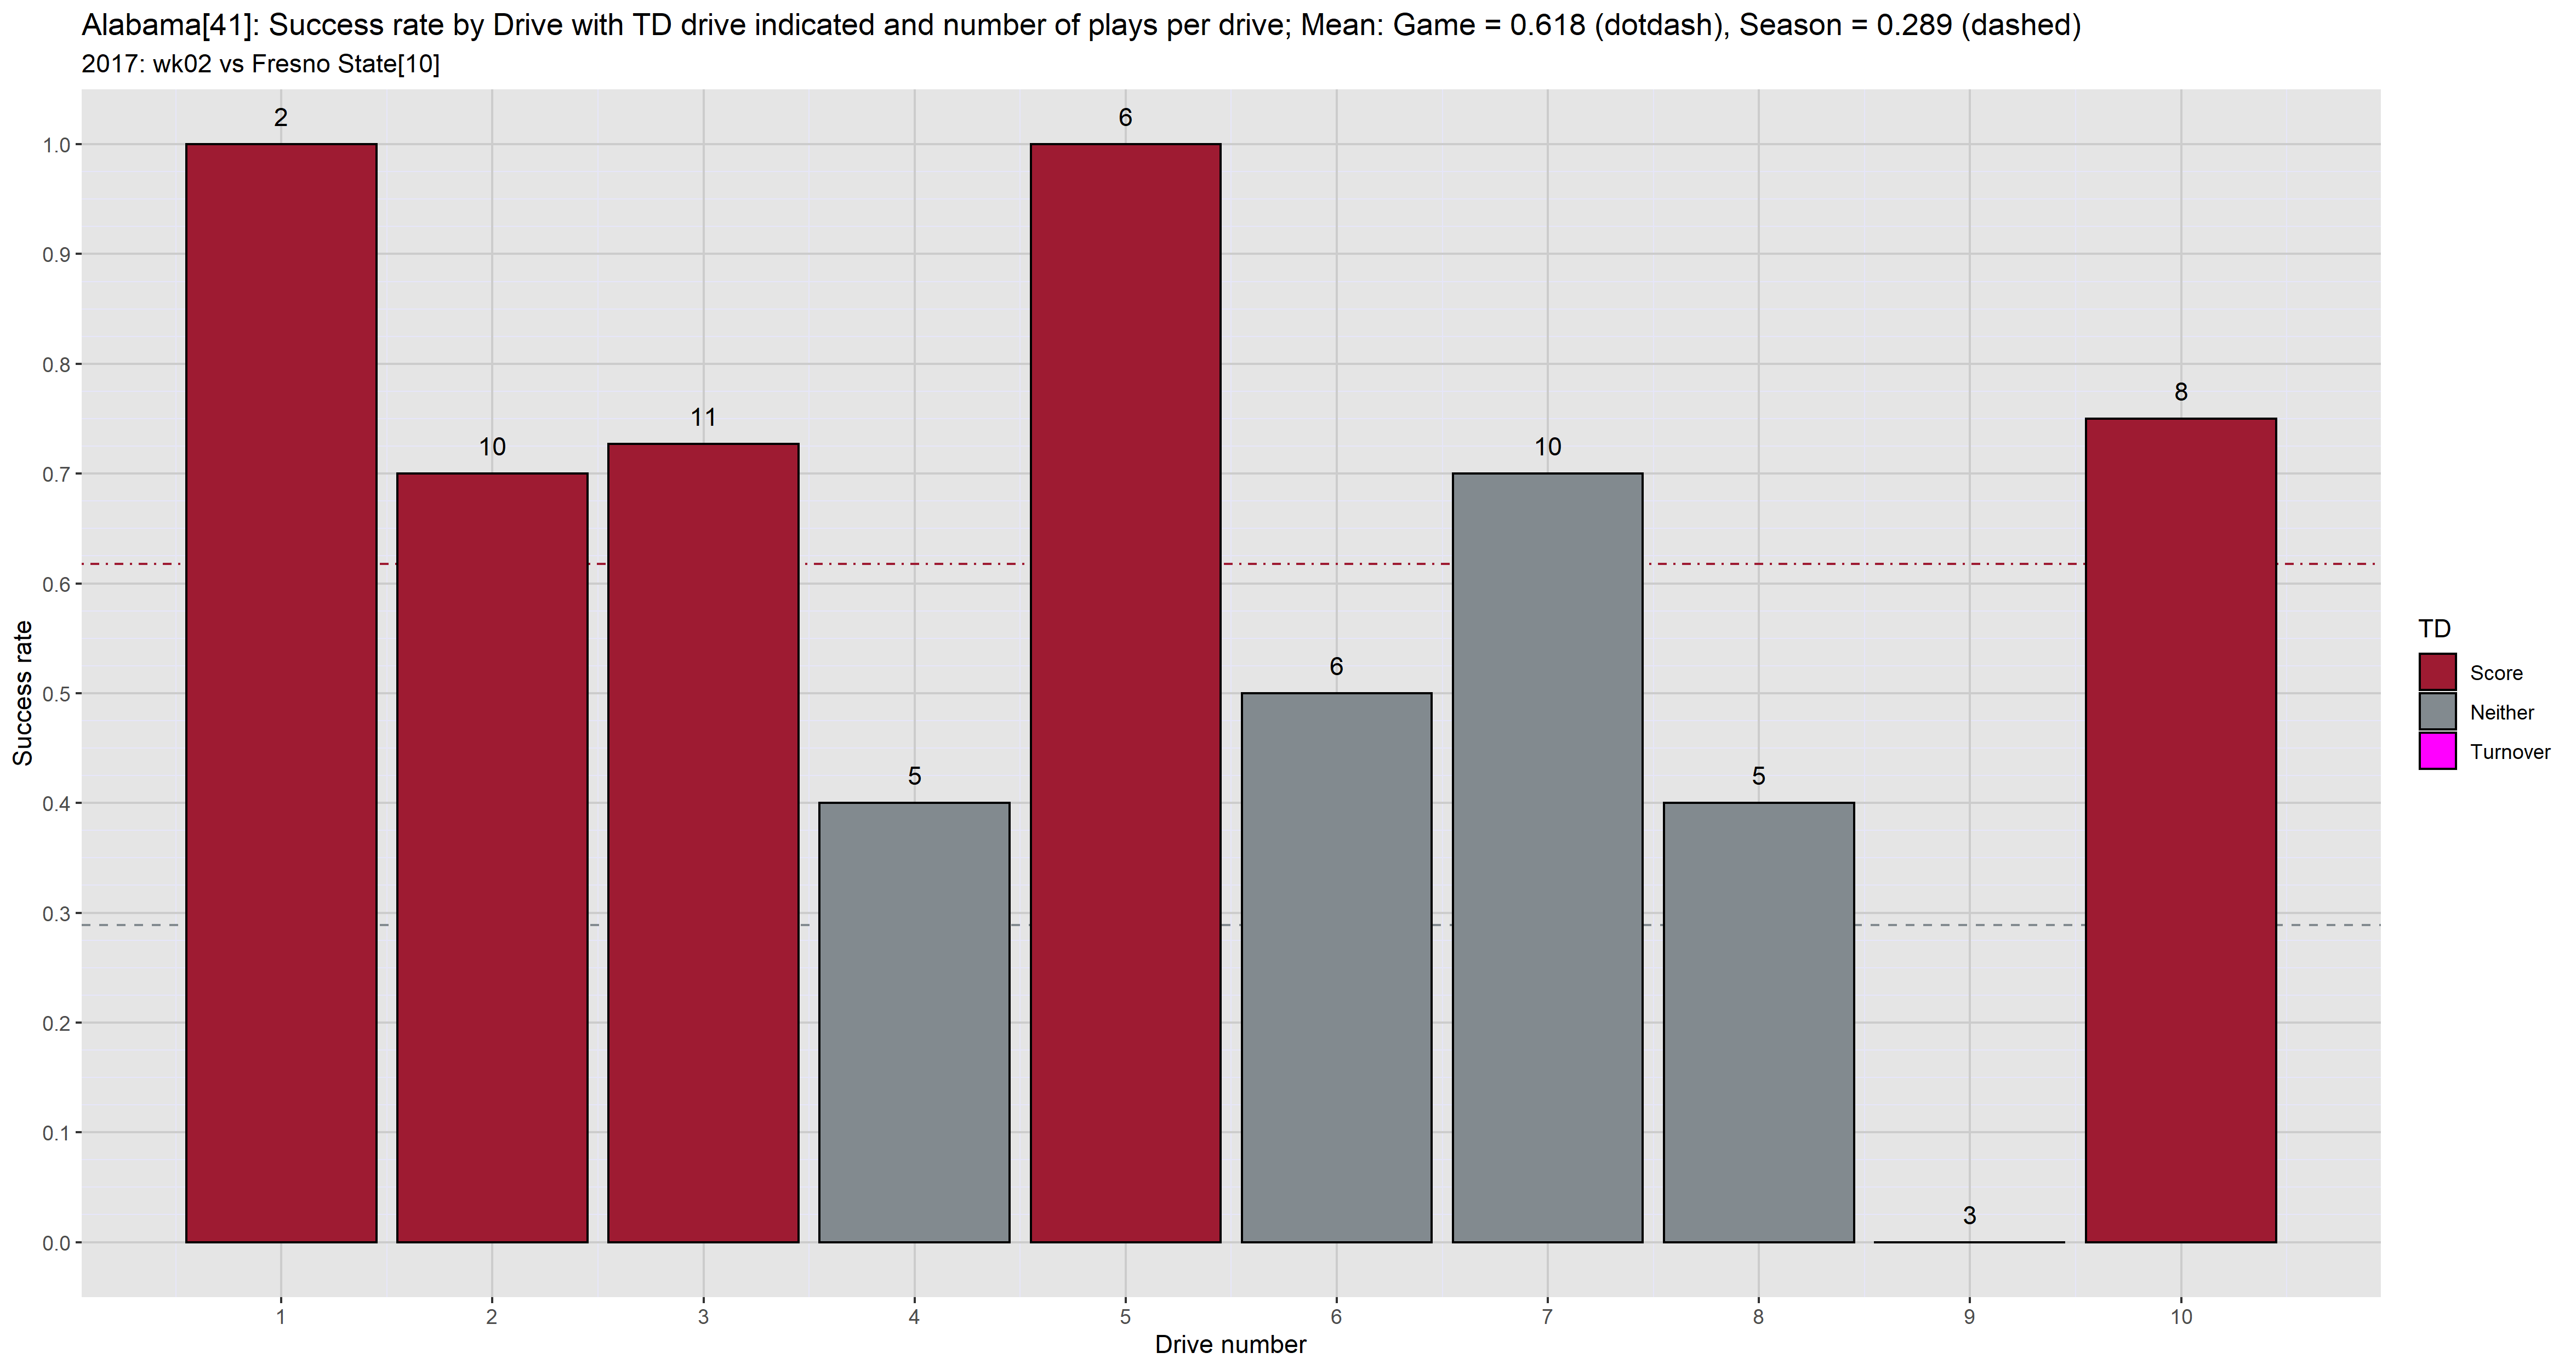 Alabama[41]: Success rate by Drive with TD drive indicated and number of plays per drive; Mean: Game = 0.618 (dotdash), Season = 0.289 (dashed)
2017: wk02 vs Fresno State[10]
2
6
1.0
0.9
0.8
8
11
10
10
0.7
0.6
6
0.5
5
5
0.4
0.3
0.2
0.1
3
0.0
Success rate
1 2 3 4 5 6 7 8 9 10
Drive number
TD
Score
Neither
Turnover